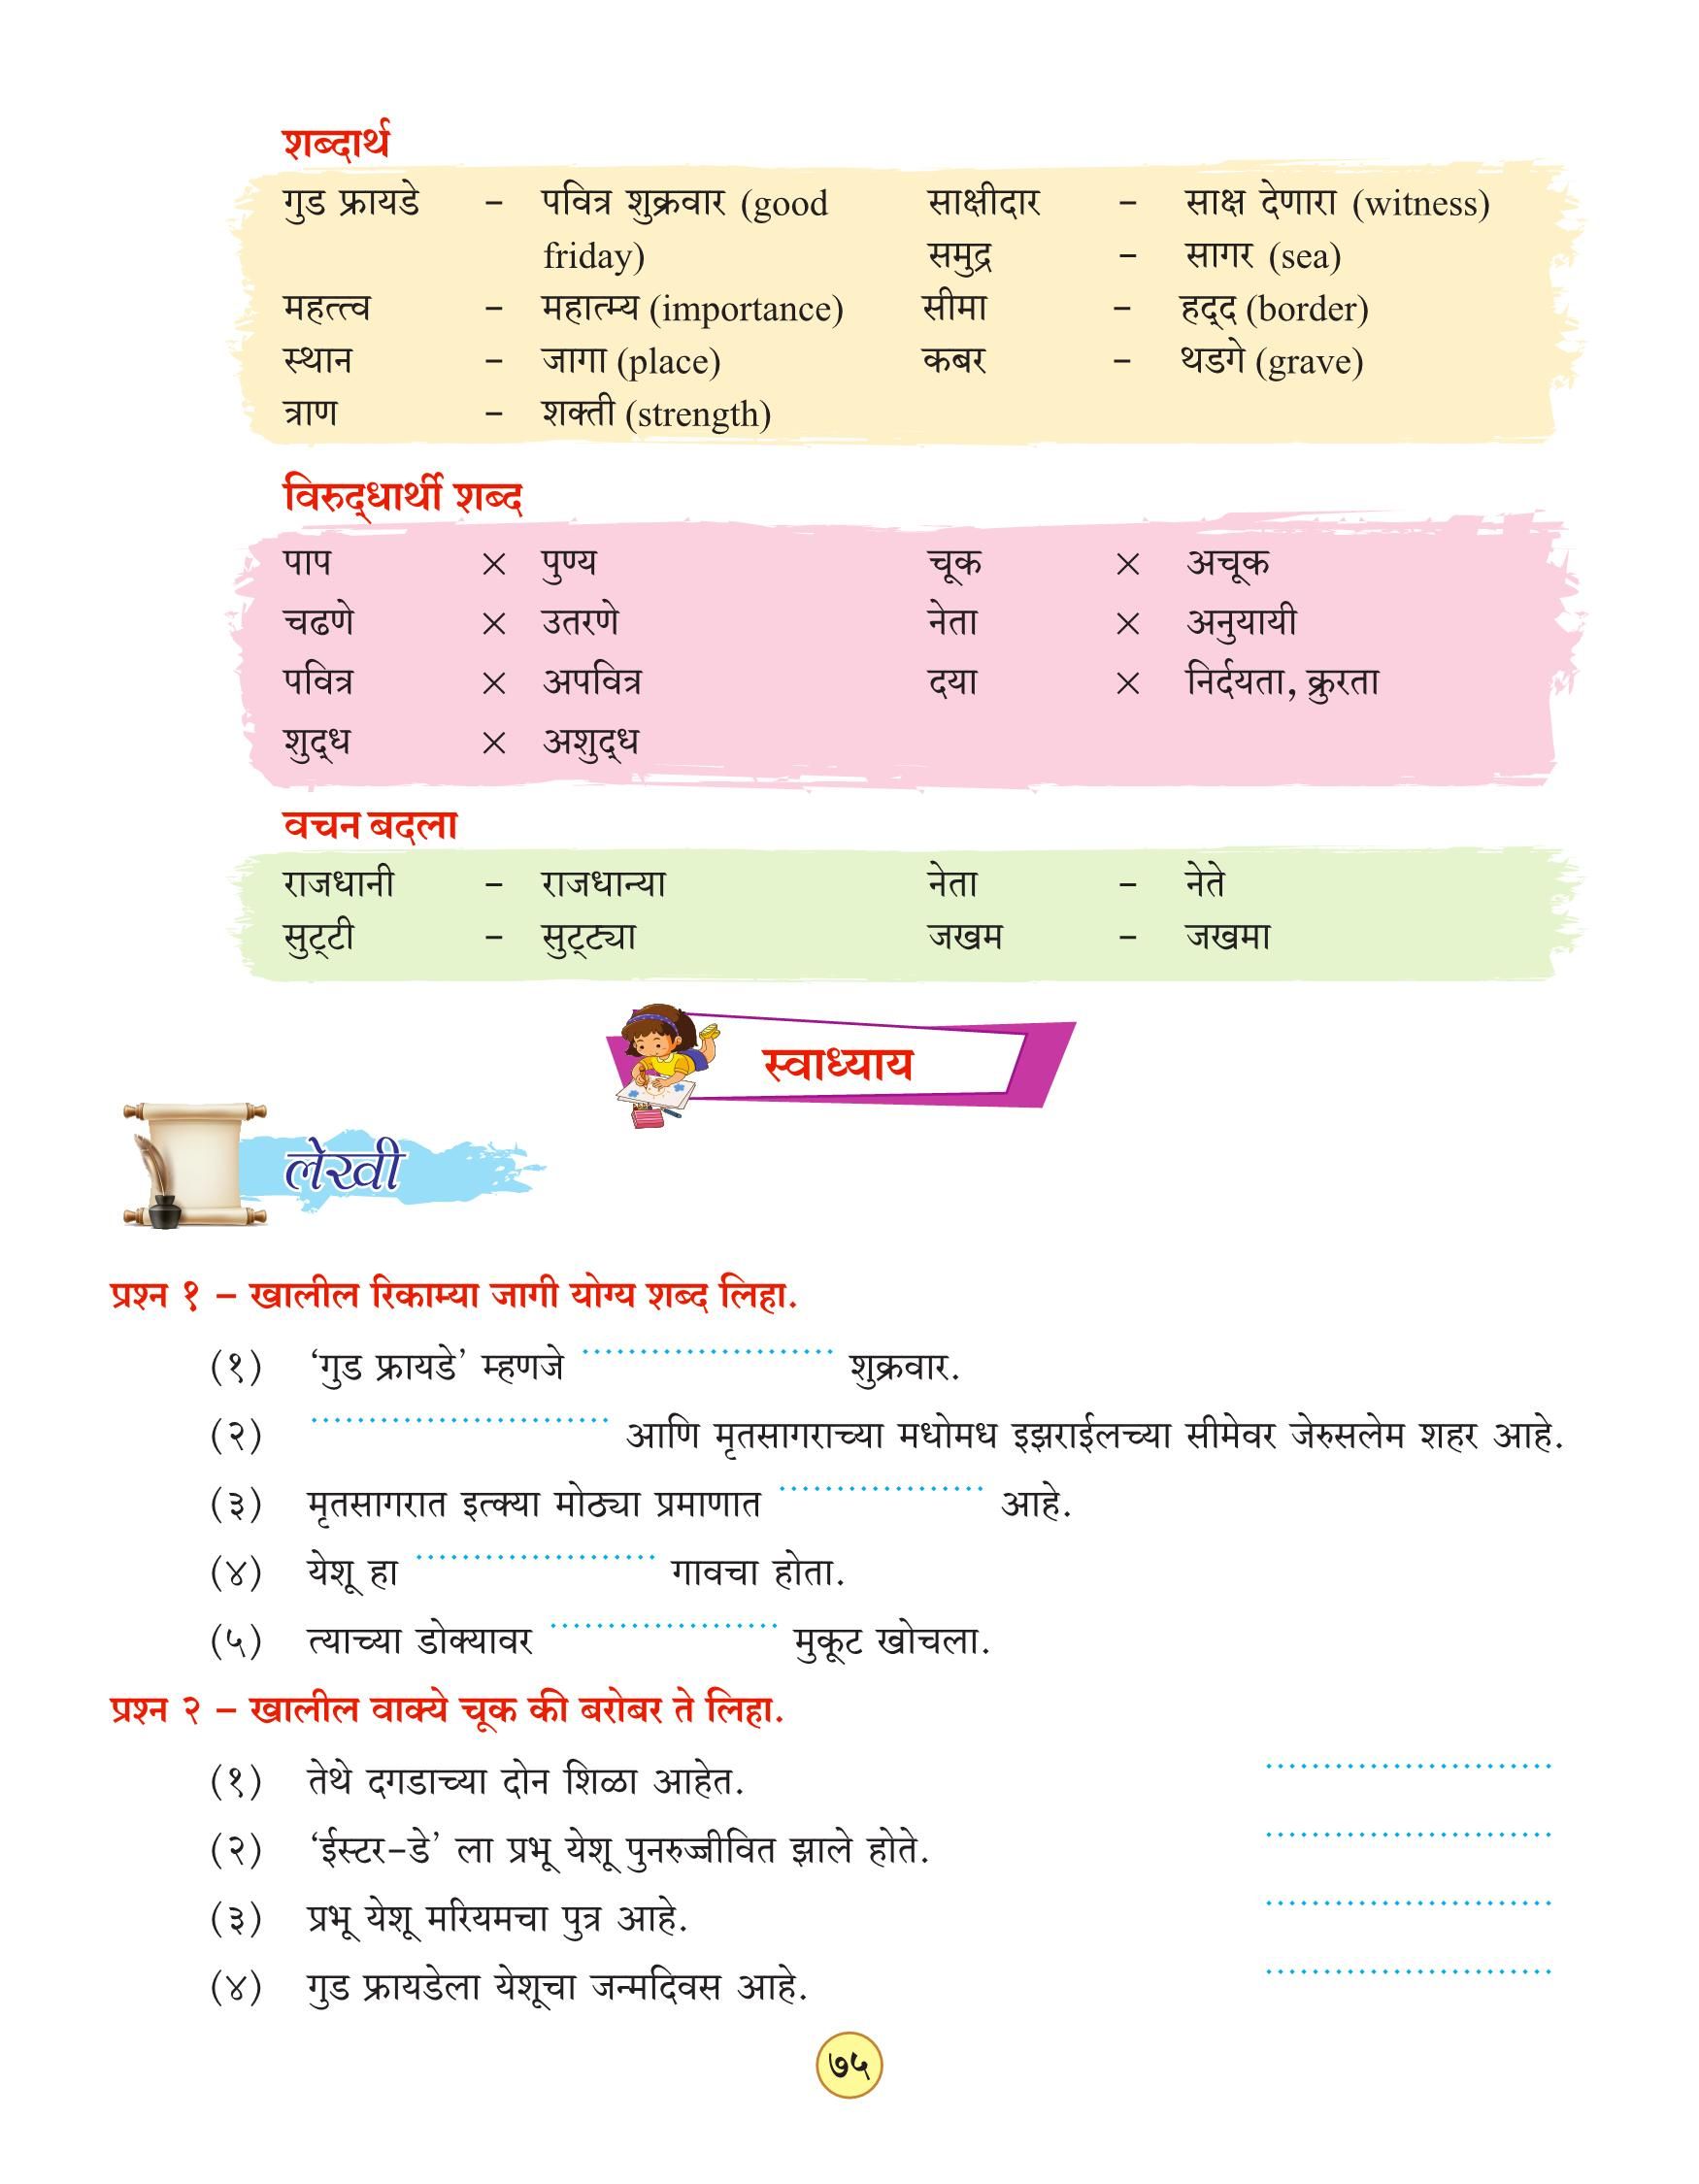 शब्दार्थ
गुड फ्रायडे – पवित्र शुक्रवार (good साक्षीदार – साक्ष देणारा (witness)
friday) समुद्र – सागर (sea)
महत्त्व – महात्म्य (importance) सीमा – हद्द (border)
स्थान – जागा (place) कबर – थडगे (grave)
त्राण – शक्ती (strength)
विरुद्धार्थी शब्द
पाप × पुण्य चूक × अचूक
चढणे × उतरणे नेता × अनुयायी
पवित्र × अपवित्र दया × निर्दयता, क्रुरता
शुद्ध × अशुद्ध
वचन बदला
राजधानी – राजधान्या नेता – नेते
सुट्टी – सुट्ट्या जखम – जखमा
स्वाध्याय
लेखी
प्रश्न १ – खालील रिकाम्या जागी योग्य शब्द लिहा.
(१) ‘गुड फ्रायडे’ म्हणजे ...................... शुक्रवार.
(२) .......................... आणि मृतसागराच्या मधोमध इझराईलच्या सीमेवर जेरुसलेम शहर आहे.
(३) मृतसागरात इत्क्या मोठ्या प्रमाणात .................. आहे.
(४) येशू हा ..................... गावचा होता.
(५) त्याच्या डोक्यावर .................... मुकूट खोचला.
प्रश्न २ – खालील वाक्ये चूक की बरोबर ते लिहा.
(१) तेथे दगडाच्या दोन शिळा आहेत. .........................
(२) ‘ईस्टर-डे’ ला प्रभू येशू पुनरुज्जीवित झाले होते. .........................
(३) प्रभू येशू मरियमचा पुत्र आहे. .........................
(४) गुड फ्रायडेला येशूचा जन्मदिवस आहे. .........................
७५